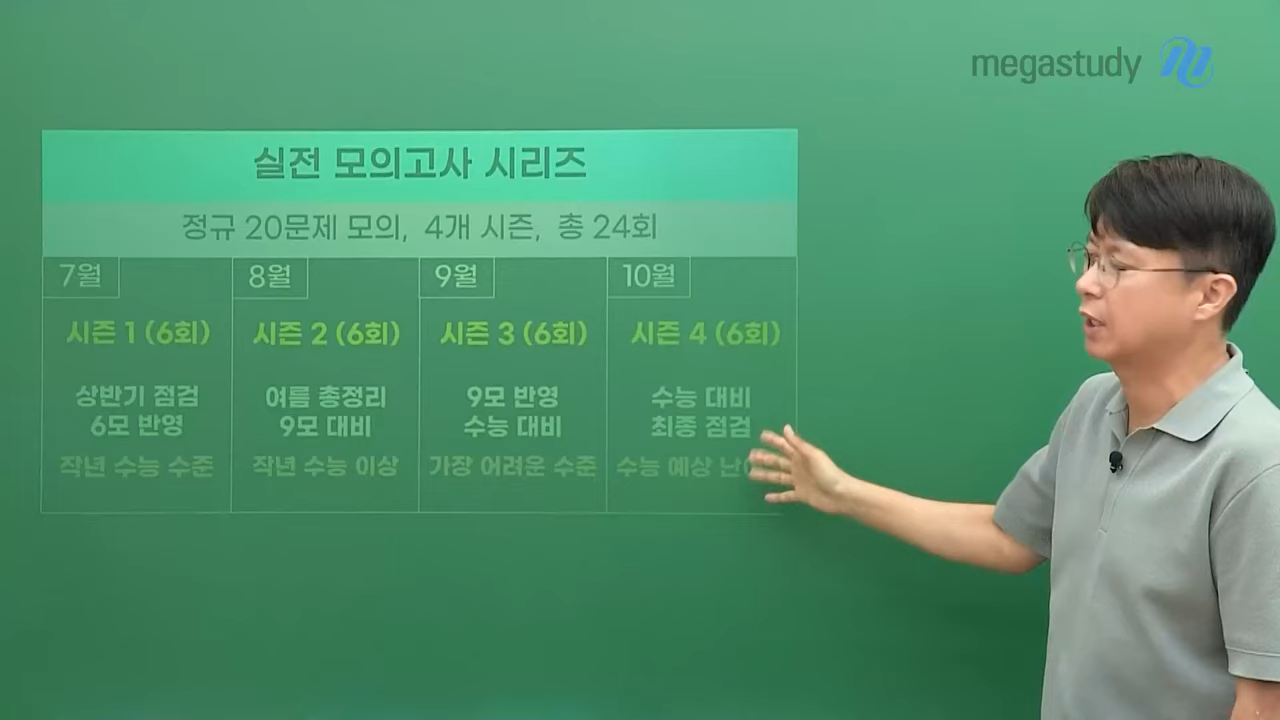 megastudy
실전 모의고사 시리즈
정규 20문제 모의, 4개 시즌, 총 24회
7월
8월
9월
10월
시즌 1 (6회)
시즌 2 (6회)
시즌 3 (6회)
시즌 4 (6회)
상반기 점검
6모 반영
여름 총정리
9모 대비
9모 반영
수능 대비
수능 대비
최종 점검
작년 수능 수준
작년 수능 이상
가장 어려운 수준
수능 예상